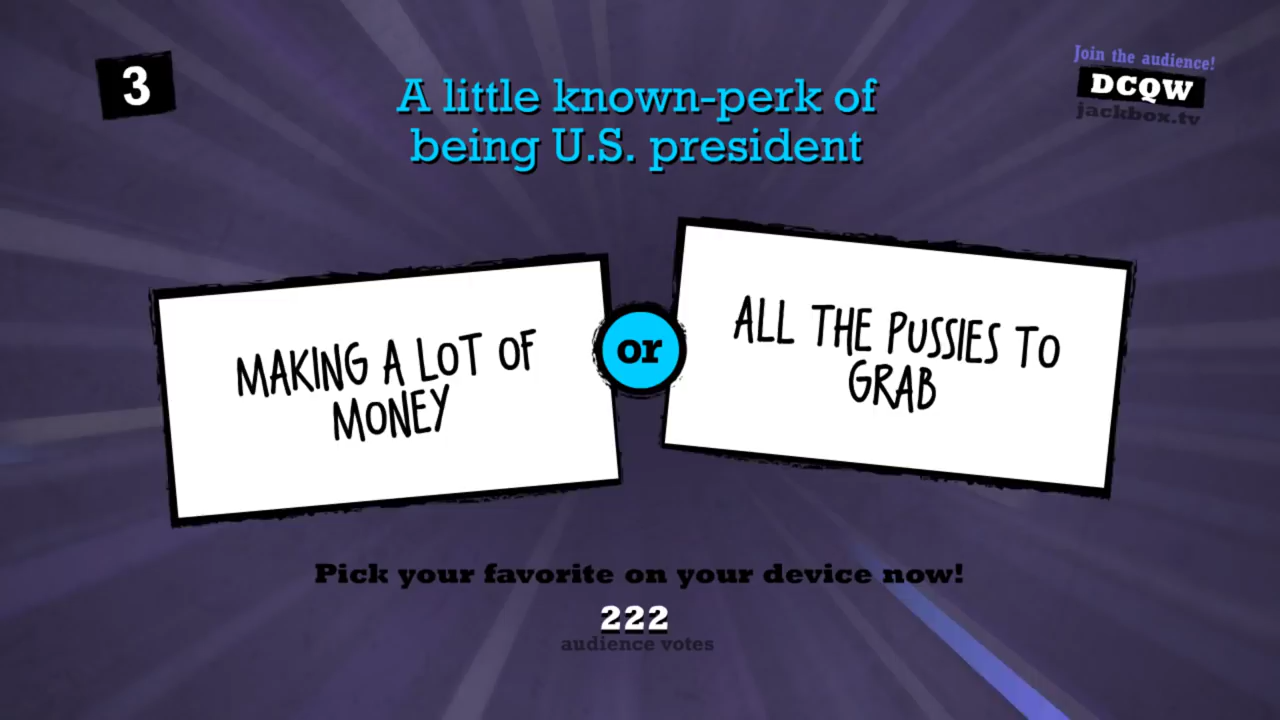 3
Join the audience!
DCQW
jackbox.tv
A little known-perk of
being U.S. president
MAKING A LOT OF
MONEY
or
ALL THE PUSSIES TO
GRAB
Pick your favorite on your device now!
222
audience votes